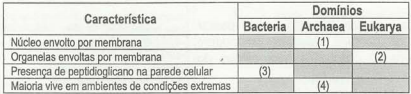 Característica
Domínios
Bacteria Archaea Eukarya
Núcleo envolto por membrana (1)
Organelas envoltas por membrana (2)
Presença de peptidioglicano na parede celular (3)
Maioria vive em ambientes de condições extremas (4)